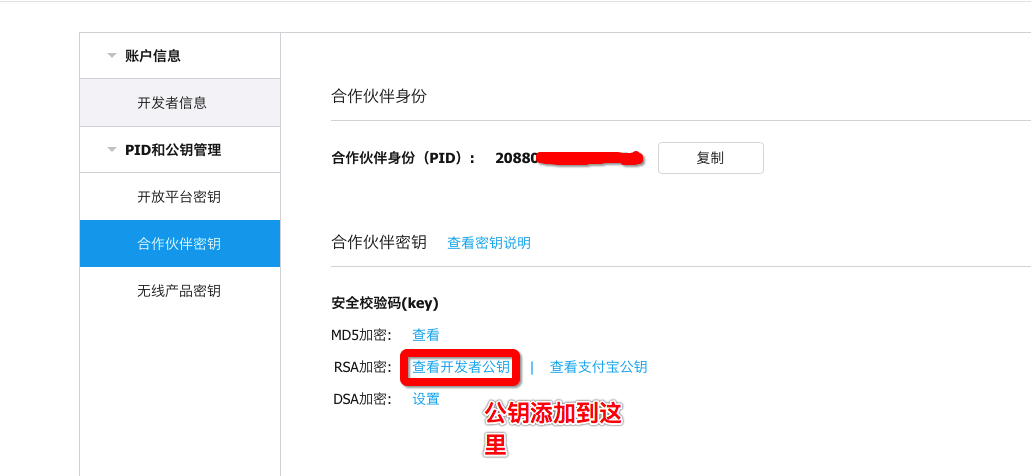 账户信息
开发者信息
PID和公钥管理
开放平台密钥
合作伙伴密钥
无线产品密钥
合作伙伴身份
合作伙伴身份（PID）： 20880 复制
合作伙伴密钥 查看密钥说明
安全校验码(key)
MD5加密: 查看
RSA加密: 查看开发者公钥 | 查看支付宝公钥
DSA加密: 设置
公钥添加到这
里